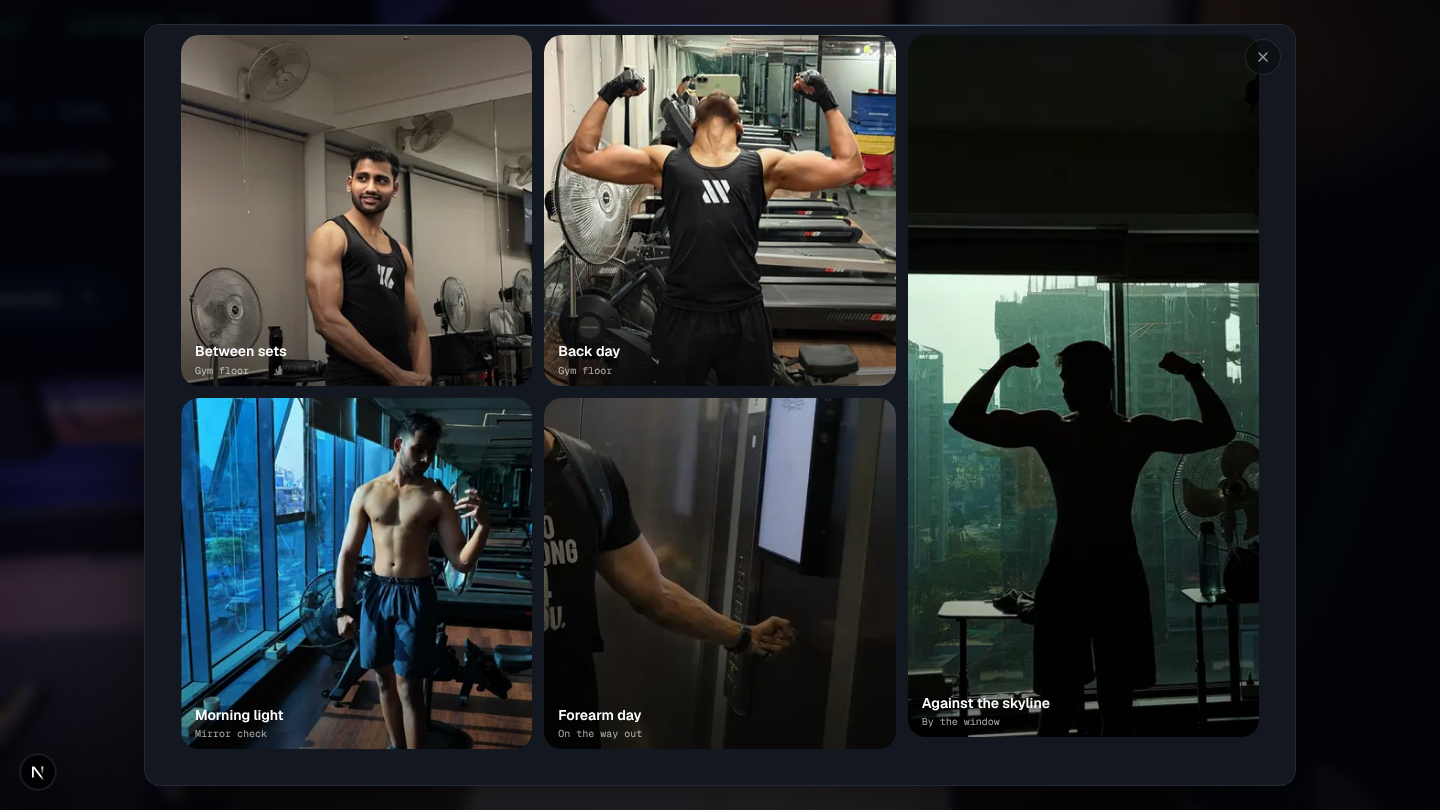 Between sets
Gym floor
Back day
Gym floor
Morning light
Mirror check
Forearm day
On the way out
Against the skyline
By the window
N